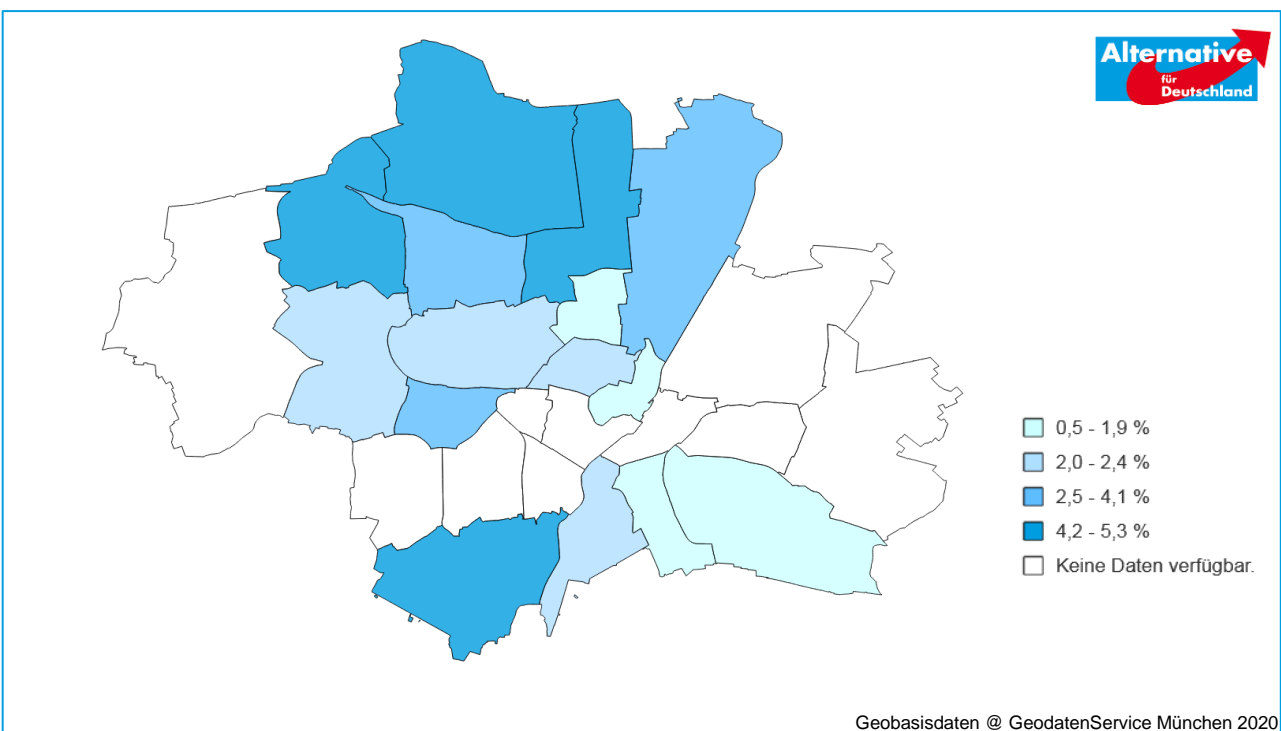 Alternative
für
Deutschland
0,5 - 1,9 %
2,0 - 2,4 %
2,5 - 4,1 %
4,2 - 5,3 %
Keine Daten verfügbar.
Geobasisdaten @ GeodatenService München 2020